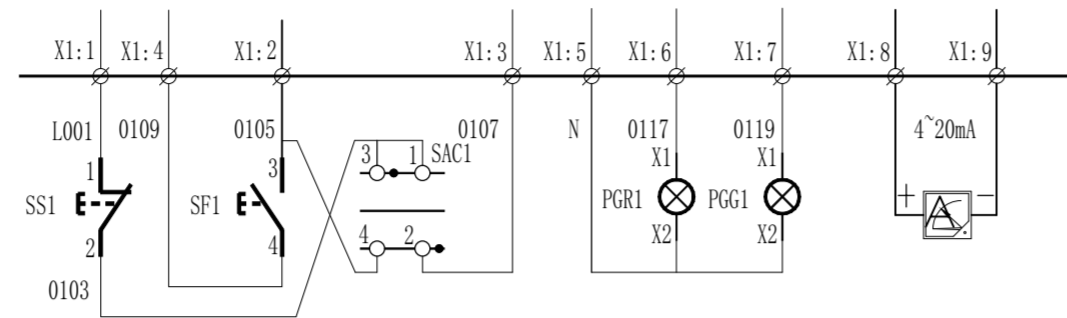 X1:1 X1:4 X1:2 X1:3 X1:5 X1:6 X1:7 X1:8 X1:9
L001 0109 0105 0107 N 0117 0119 4~20mA
3 1 SAC1
1 3 X1 X1
SS1 SF1 PGR1 PGG1 + A −
2 4 4 2 X2 X2
0103